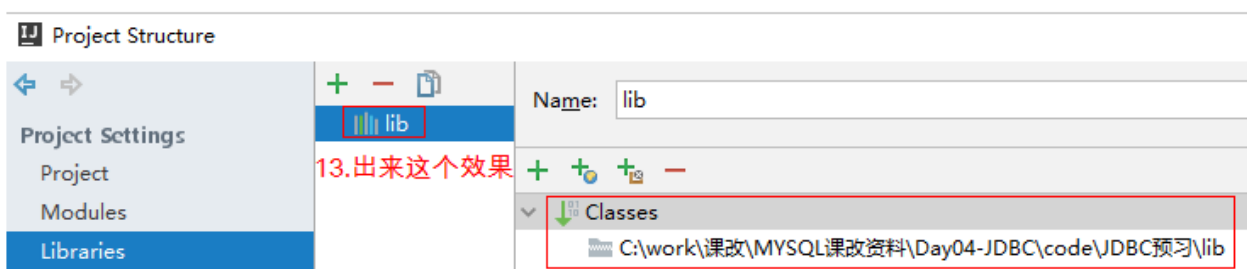 Project Structure
Name: lib
lib
Project Settings
13.出来这个效果
Project
Modules
Classes
Libraries
C:\work\课改\MYSQL课改资料\Day04-JDBC\code\JDBC预习\lib